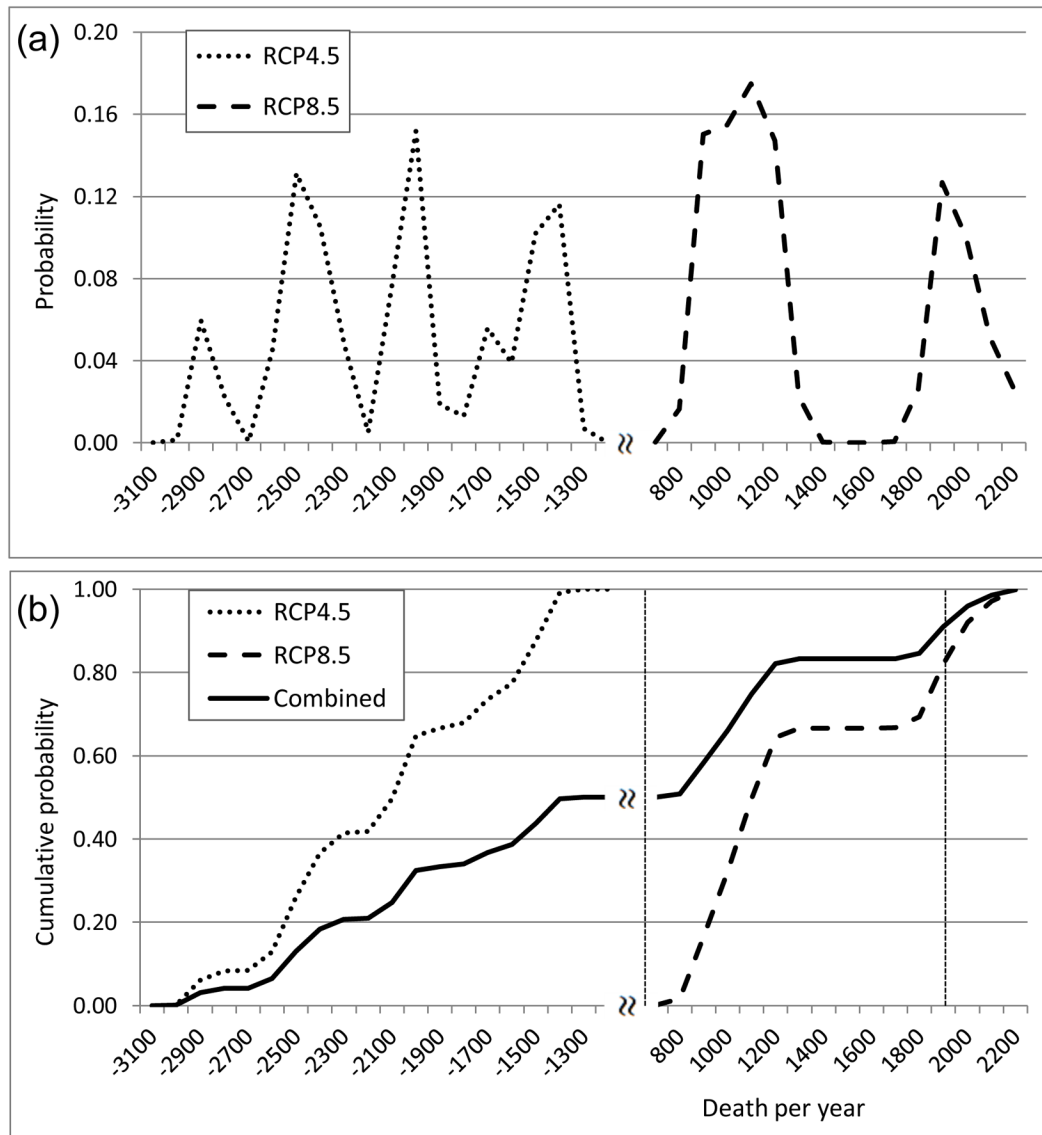 (a)
0.20
0.16
0.12
0.08
0.04
0.00
Probability
RCP4.5
RCP8.5
-3100 -2900 -2700 -2500 -2300 -2100 -1900 -1700 -1500 -1300 800 1000 1200 1400 1600 1800 2000 2200
(b)
1.00
0.80
0.60
0.40
0.20
0.00
Cumulative probability
RCP4.5
RCP8.5
Combined
-3100 -2900 -2700 -2500 -2300 -2100 -1900 -1700 -1500 -1300 800 1000 1200 1400 1600 1800 2000 2200
Death per year